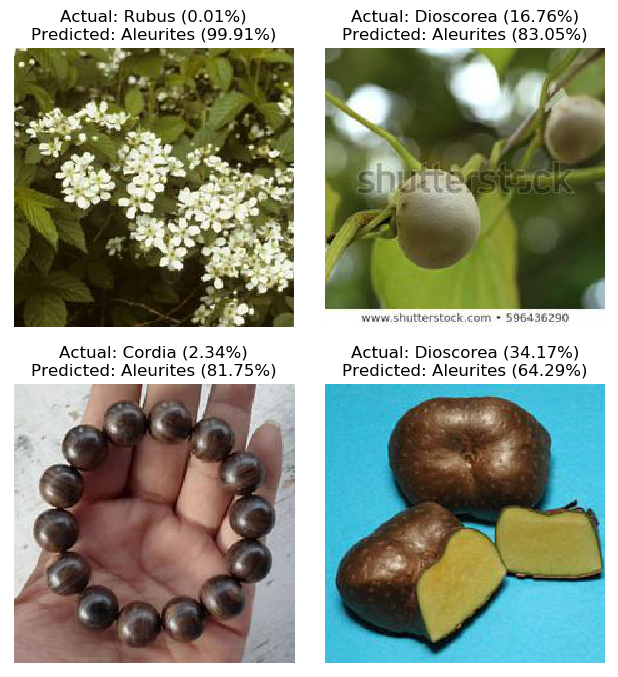 Actual: Rubus (0.01%)
Predicted: Aleurites (99.91%)
Actual: Dioscorea (16.76%)
Predicted: Aleurites (83.05%)
shutterstock
www.shutterstock.com • 596436290
Actual: Cordia (2.34%)
Predicted: Aleurites (81.75%)
Actual: Dioscorea (34.17%)
Predicted: Aleurites (64.29%)